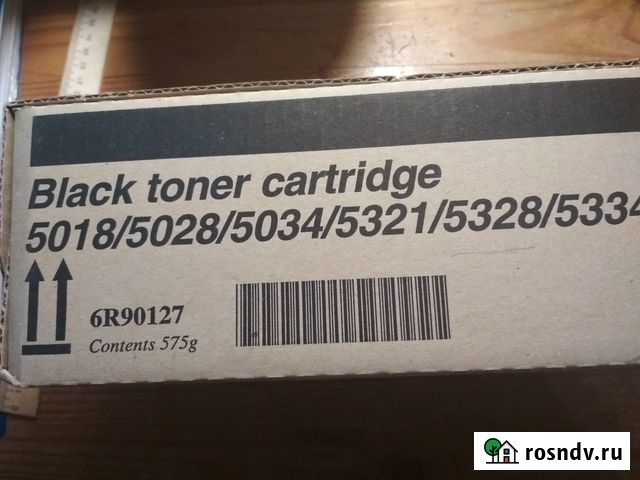 Black toner cartridge
5018/5028/5034/5321/5328/5334
6R90127
Contents 575g
rosndv.ru